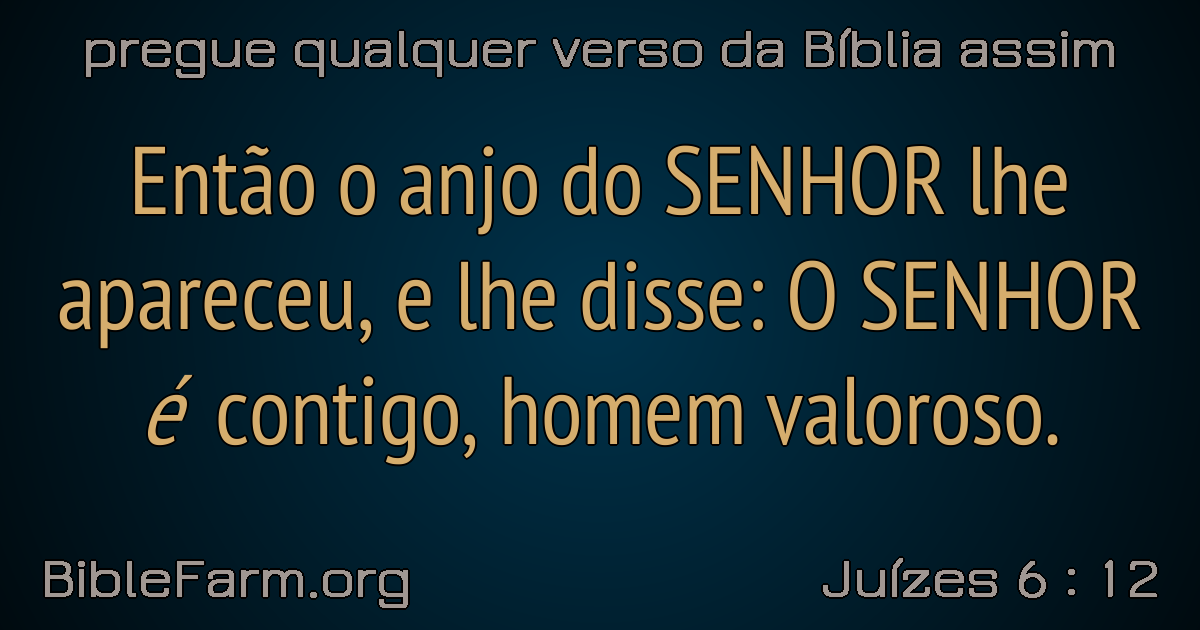 pregue qualquer verso da Bíblia assim
Então o anjo do SENHOR lhe
apareceu, e lhe disse: O SENHOR
é contigo, homem valoroso.
BibleFarm.org
Juízes 6 : 12